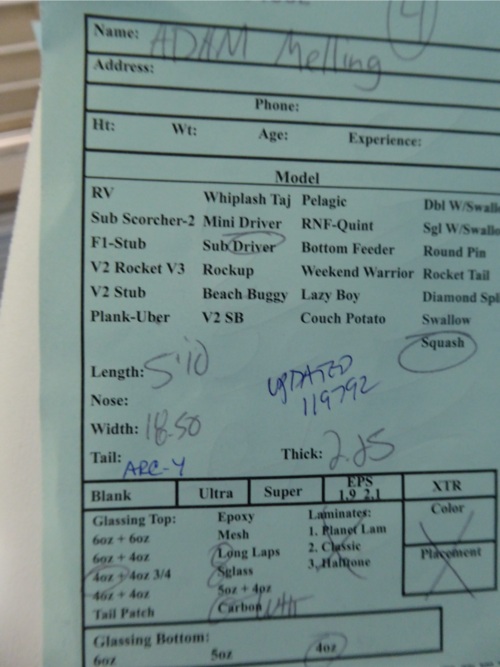 4
Name: ADAM Melling
Address:
Phone:
Ht: Wt: Age: Experience:
Model
RV Whiplash Taj Pelagic Dbl W/Swallo
Sub Scorcher-2 Mini Driver RNF-Quint Sgl W/Swallo
F1-Stub Sub Driver Bottom Feeder Round Pin
V2 Rocket V3 Rockup Weekend Warrior Rocket Tail
V2 Stub Beach Buggy Lazy Boy Diamond Spl
Plank-Uber V2 SB Couch Potato Swallow
Squash
Length: 5'10
UPDATED
119792
Nose:
Width: 18.50
Tail: ARC-4 Thick: 2.25
Blank Ultra Super EPS 1.9 2.1 XTR
Glassing Top: Epoxy Laminates: Color
6oz + 6oz Mesh 1. Planet Lam
6oz + 4oz Long Laps 2. Classic Placement
4oz + 4oz 3/4 Sglass 3. Halftone
4oz + 4oz 5oz + 4oz
Tail Patch Carbon
Glassing Bottom:
6oz 5oz 4oz